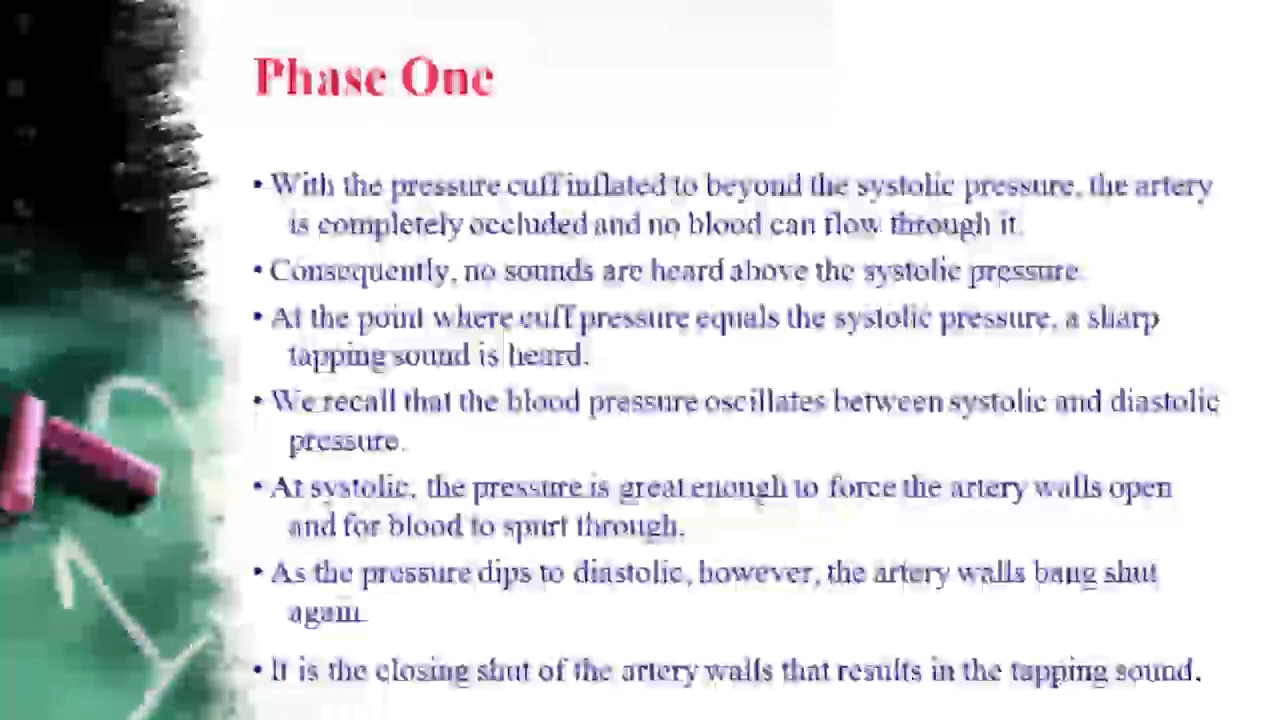 Phase One
• With the pressure cuff inflated to beyond the systolic pressure, the artery
is completely occluded and no blood can flow through it.
• Consequently, no sounds are heard above the systolic pressure.
• At the point where cuff pressure equals the systolic pressure, a sharp
tapping sound is heard.
• We recall that the blood pressure oscillates between systolic and diastolic
pressure.
• At systolic, the pressure is great enough to force the artery walls open
and for blood to spurt through.
• As the pressure dips to diastolic, however, the artery walls bang shut
again.
• It is the closing shut of the artery walls that results in the tapping sound.